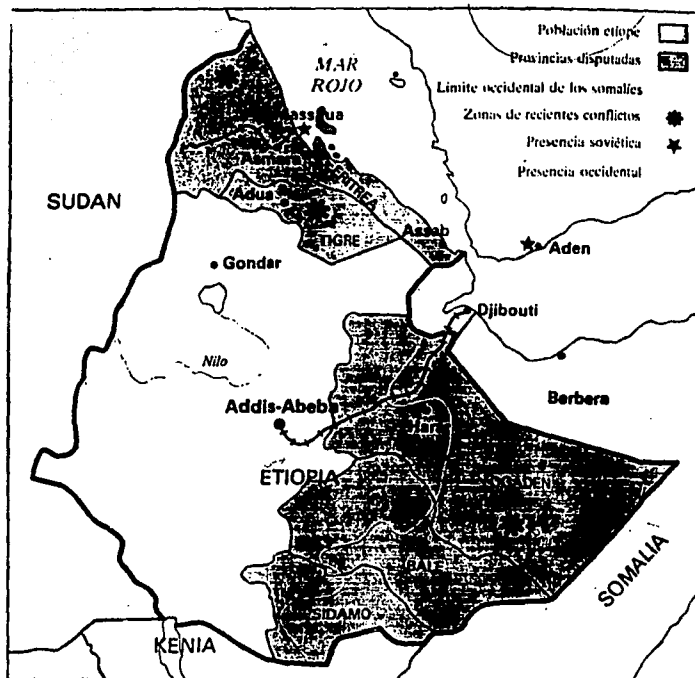 Población etíope
Provincias disputadas
Límite occidental de los somalíes
Zonas de recientes conflictos
Presencia soviética
Presencia occidental
MAR
ROJO
Asmara
ERITREA
SUDAN
Adua
TIGRE
Assab
Aden
Gondar
Djibouti
Nilo
Berbera
Addis-Abeba
ETIOPIA
OGADEN
BALE
SOMALIA
SIDAMO
KENIA